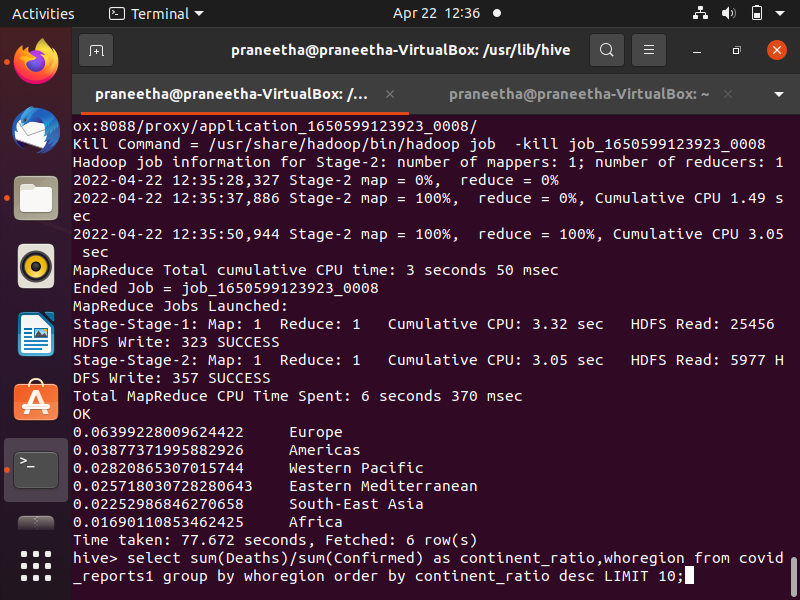 Activities Terminal Apr 22 12:36
praneetha@praneetha-VirtualBox: /usr/lib/hive
praneetha@praneetha-VirtualBox: /... praneetha@praneetha-VirtualBox: ~
ox:8088/proxy/application_1650599123923_0008/
Kill Command = /usr/share/hadoop/bin/hadoop job  -kill job_1650599123923_0008
Hadoop job information for Stage-2: number of mappers: 1; number of reducers: 1
2022-04-22 12:35:28,327 Stage-2 map = 0%,  reduce = 0%
2022-04-22 12:35:37,886 Stage-2 map = 100%,  reduce = 0%, Cumulative CPU 1.49 s
ec
2022-04-22 12:35:50,944 Stage-2 map = 100%,  reduce = 100%, Cumulative CPU 3.05
 sec
MapReduce Total cumulative CPU time: 3 seconds 50 msec
Ended Job = job_1650599123923_0008
MapReduce Jobs Launched:
Stage-Stage-1: Map: 1  Reduce: 1   Cumulative CPU: 3.32 sec   HDFS Read: 25456
HDFS Write: 323 SUCCESS
Stage-Stage-2: Map: 1  Reduce: 1   Cumulative CPU: 3.05 sec   HDFS Read: 5977 H
DFS Write: 357 SUCCESS
Total MapReduce CPU Time Spent: 6 seconds 370 msec
OK
0.06399228009624422     Europe
0.03877371995882926     Americas
0.02820865307015744     Western Pacific
0.025718030728280643    Eastern Mediterranean
0.02252986846270658     South-East Asia
0.01690110853462425     Africa
Time taken: 77.672 seconds, Fetched: 6 row(s)
hive> select sum(Deaths)/sum(Confirmed) as continent_ratio,whoregion from covid
_reports1 group by whoregion order by continent_ratio desc LIMIT 10;